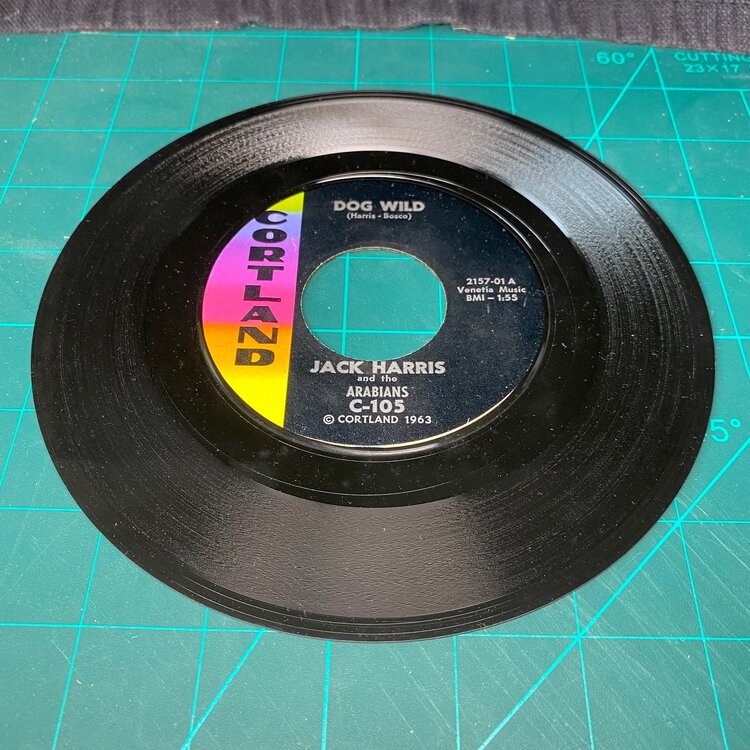 60°
CUTTING
23X17
DOG WILD
(Harris - Bosco)
CORTLAND
2157-01 A
Venetia Music
BMI - 1:55
JACK HARRIS
and the
ARABIANS
C-105
© CORTLAND 1963
5°